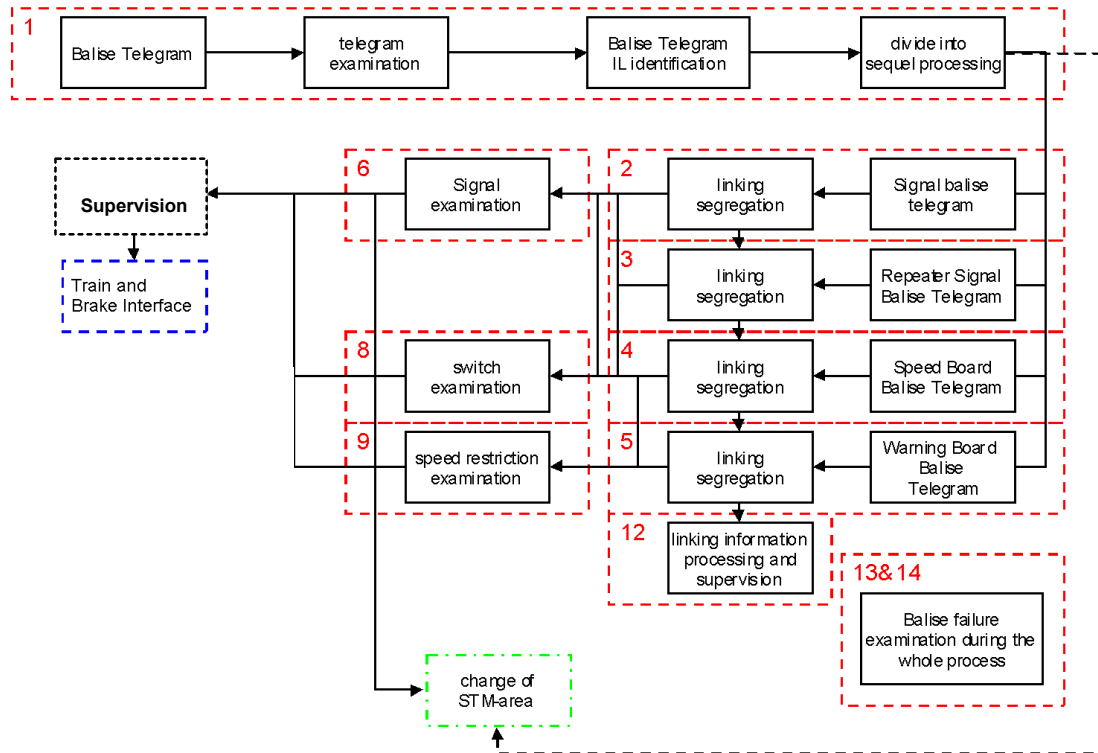 1
Balise Telegram
telegram
examination
Balise Telegram
IL identification
divide into
sequel processing
Supervision
Train and
Brake Interface
6
Signal
examination
2
linking
segregation
Signal balise
telegram
3
linking
segregation
Repeater Signal
Balise Telegram
8
switch
examination
4
linking
segregation
Speed Board
Balise Telegram
9
speed restriction
examination
5
linking
segregation
Warning Board
Balise
Telegram
12
linking information
processing and
supervision
13&14
Balise failure
examination during the
whole process
change of
STM-area